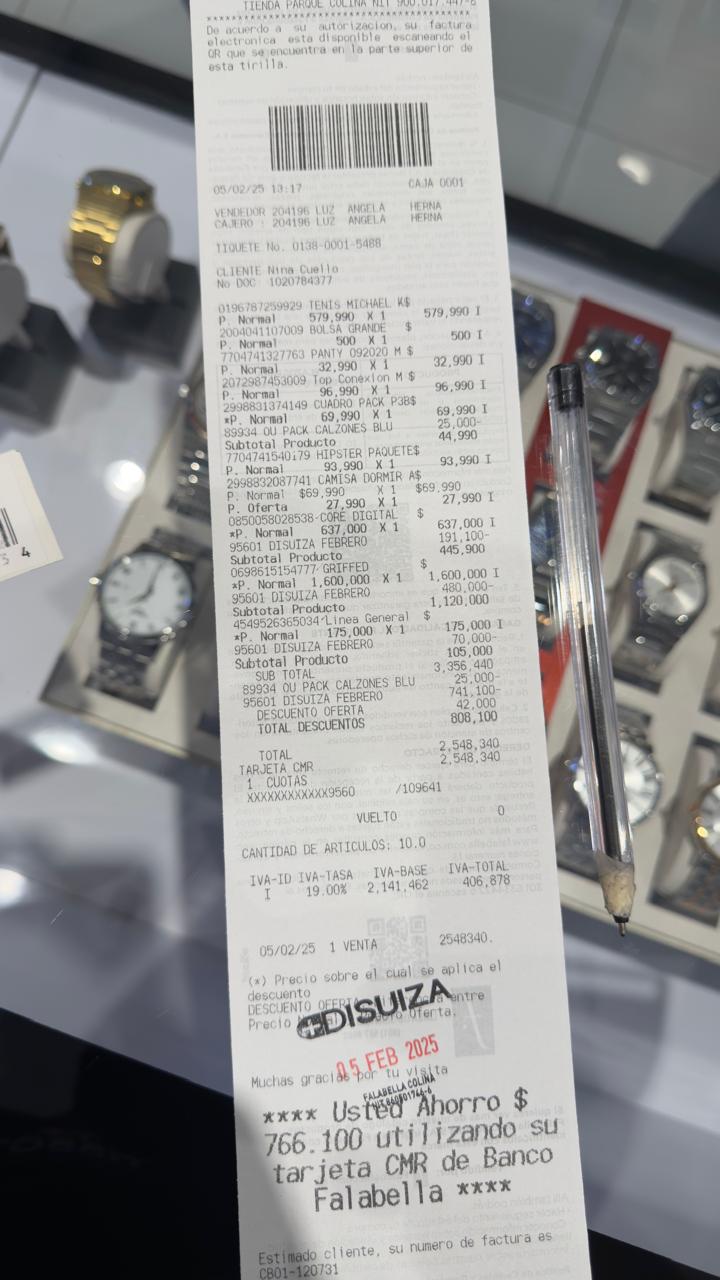 TIENDA PARQUE COLINA NIT 900.017.447-8
****************************************
De acuerdo a su autorizacion, su factura
electronica esta disponible escaneando el
QR que se encuentra en la parte superior de
esta tirilla.
05/02/25 13:17 CAJA 0001
VENDEDOR 204196 LUZ ANGELA HERNA
CAJERO : 204196 LUZ ANGELA HERNA
TIQUETE No. 0138-0001-5488
CLIENTE Nina Cuello
No DOC: 1020784377
0196787259929 TENIS MICHAEL K$
P. Normal 579,990 X 1 579,990 I
2004041107009 BOLSA GRANDE $
P. Normal 500 X 1 500 I
7704741327763 PANTY 092020 M $
P. Normal 32,990 X 1 32,990 I
2072987453009 Top Conexion M $
P. Normal 96,990 X 1 96,990 I
2998831374149 CUADRO PACK P3B$
*P. Normal 69,990 X 1 69,990 I
89934 OU PACK CALZONES BLU 25,000-
Subtotal Producto 44,990
7704741540179 HIPSTER PAQUETE$
P. Normal 93,990 X 1 93,990 I
2998832087741 CAMISA DORMIR A$
P. Normal $69,990 X 1 $69,990
P. Oferta 27,990 X 1 27,990 I
0850058028538 CORE DIGITAL $
*P. Normal 637,000 X 1 637,000 I
95601 DISUIZA FEBRERO 191,100-
Subtotal Producto 445,900
0698615154777 GRIFFED $
*P. Normal 1,600,000 X 1 1,600,000 I
95601 DISUIZA FEBRERO 480,000-
Subtotal Producto 1,120,000
4549526365034 Linea General $
*P. Normal 175,000 X 1 175,000 I
95601 DISUIZA FEBRERO 70,000-
Subtotal Producto 105,000
SUB TOTAL 3,356,440
89934 OU PACK CALZONES BLU 25,000-
95601 DISUIZA FEBRERO 741,100-
DESCUENTO OFERTA 42,000
TOTAL DESCUENTOS 808,100
TOTAL 2,548,340
TARJETA CMR 2,548,340
1 CUOTAS
XXXXXXXXXXXX9560 /109641
VUELTO 0
CANTIDAD DE ARTICULOS: 10.0
IVA-ID IVA-TASA IVA-BASE IVA-TOTAL
I 19.00% 2,141,462 406,878
05/02/25 1 VENTA 2548340.
(*) Precio sobre el cual se aplica el
descuento
DESCUENTO OFERTA entre
Precio Oferta.
DISUIZA
05 FEB 2025
Muchas gracias por tu visita
FALABELLA COLINA
**** Usted Ahorro $
766.100 utilizando su
tarjeta CMR de Banco
Falabella ****
Estimado cliente, su numero de factura es
CB01-120731
3 4